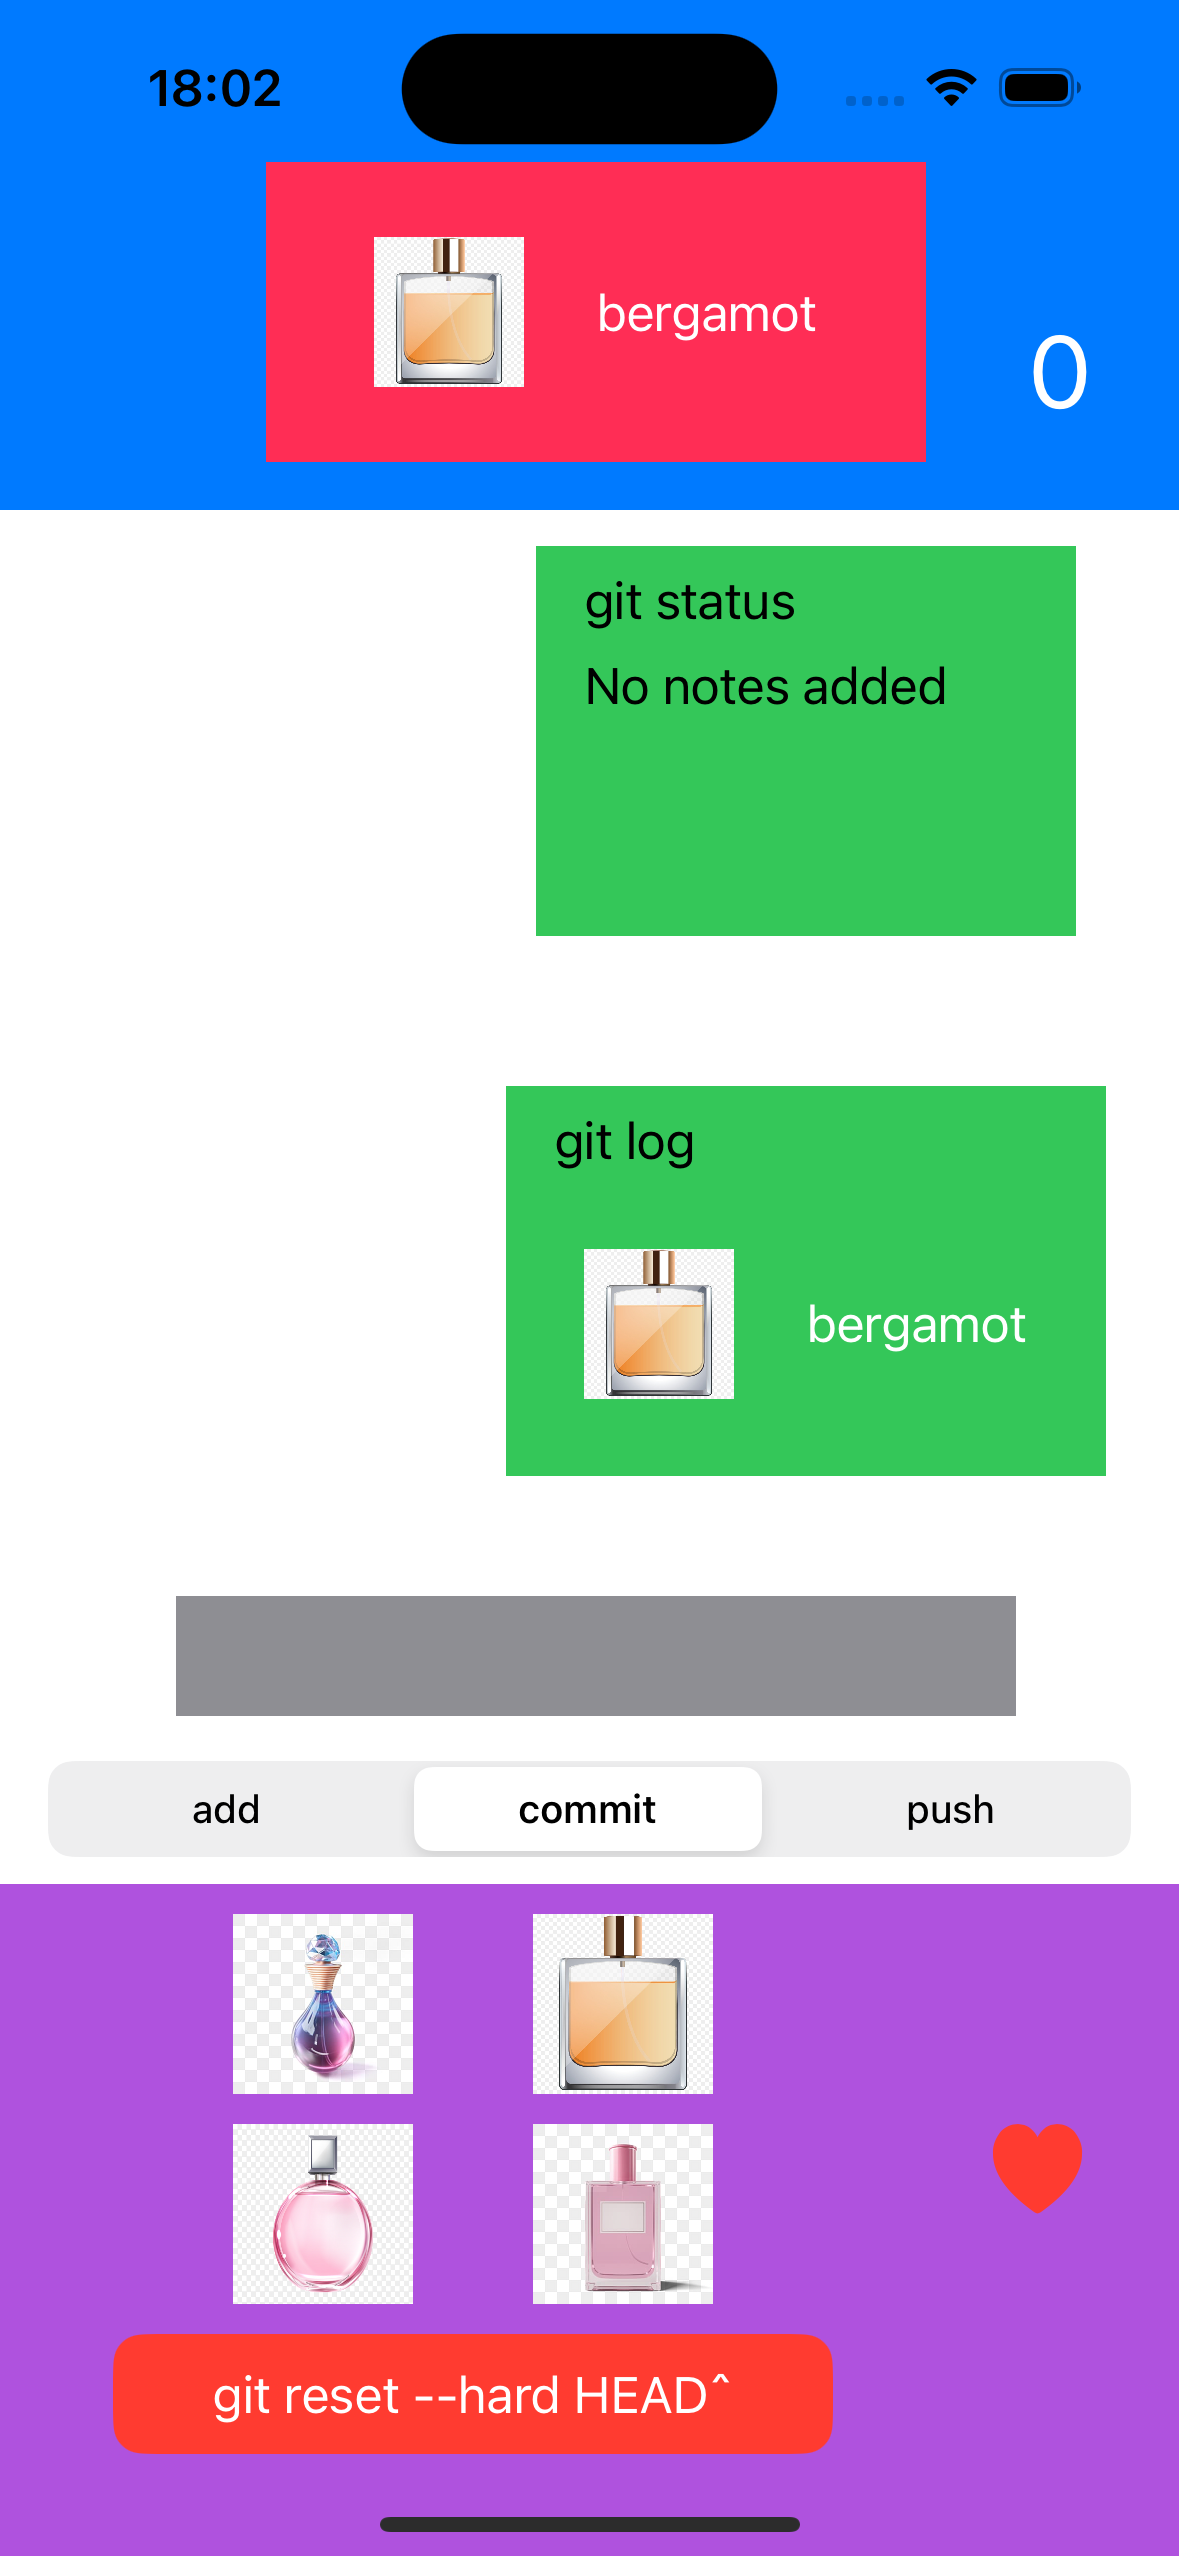 18:02
bergamot
0
git status
No notes added
git log
bergamot
add
commit
push
git reset --hard HEAD^